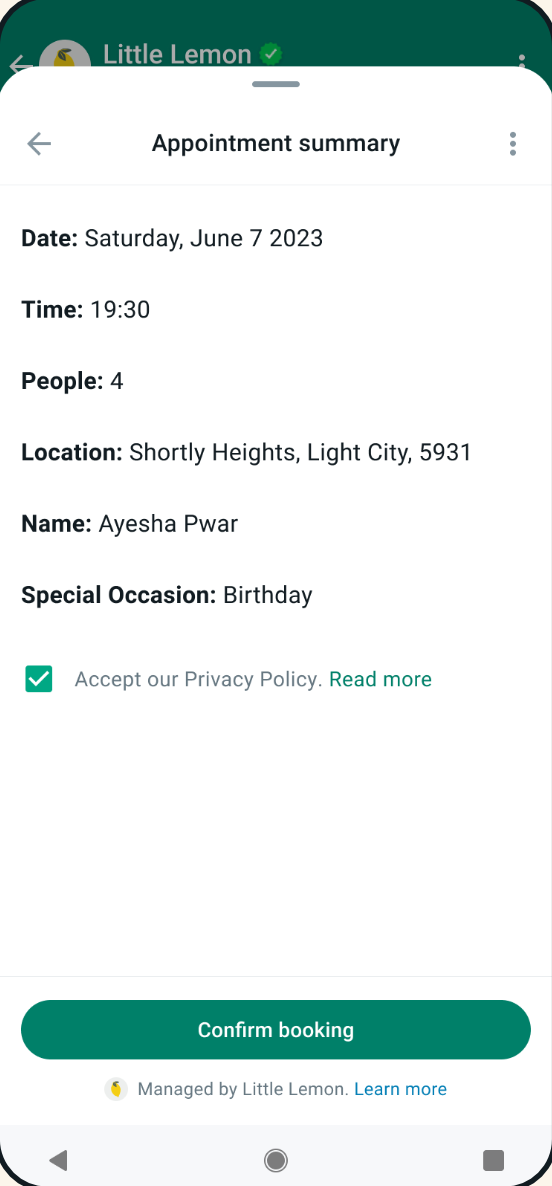 Little Lemon
Appointment summary
Date: Saturday, June 7 2023
Time: 19:30
People: 4
Location: Shortly Heights, Light City, 5931
Name: Ayesha Pwar
Special Occasion: Birthday
Accept our Privacy Policy. Read more
Confirm booking
Managed by Little Lemon. Learn more